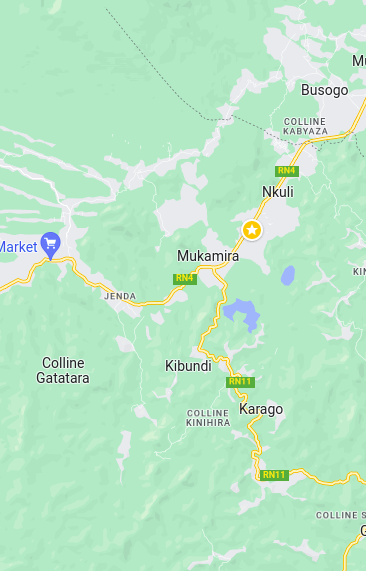 Mu
Busogo
COLLINE
KABYAZA
RN4
Nkuli
Market
Mukamira
KIN
RN4
JENDA
Colline
Gatatara
Kibundi
RN11
Karago
COLLINE
KINIHIRA
RN11
COLLINE S
G